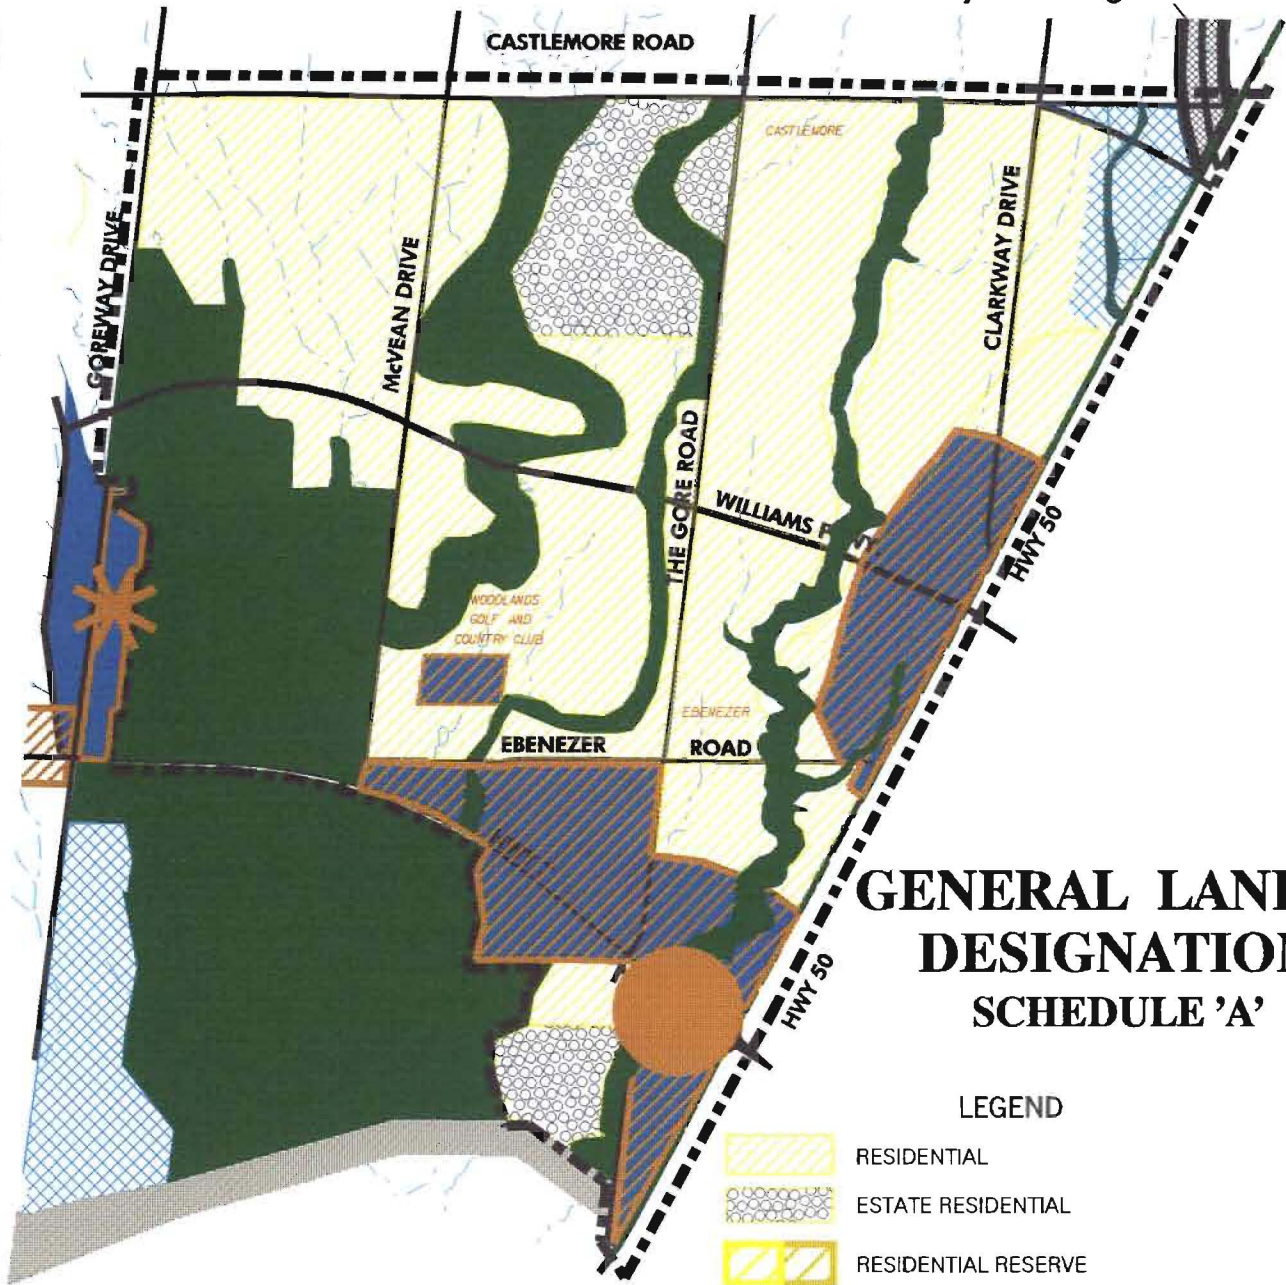 CASTLEMORE ROAD
CASTLEMORE
GOREWAY DRIVE
McVEAN DRIVE
CLARKWAY DRIVE
THE GORE ROAD
WILLIAMS
HWY 50
WOODLANDS
GOLF AND
COUNTRY CLUB
EBENEZER
EBENEZER ROAD
HWY 50
GENERAL LAN
DESIGNATIO
SCHEDULE 'A'
LEGEND
RESIDENTIAL
ESTATE RESIDENTIAL
RESIDENTIAL RESERVE